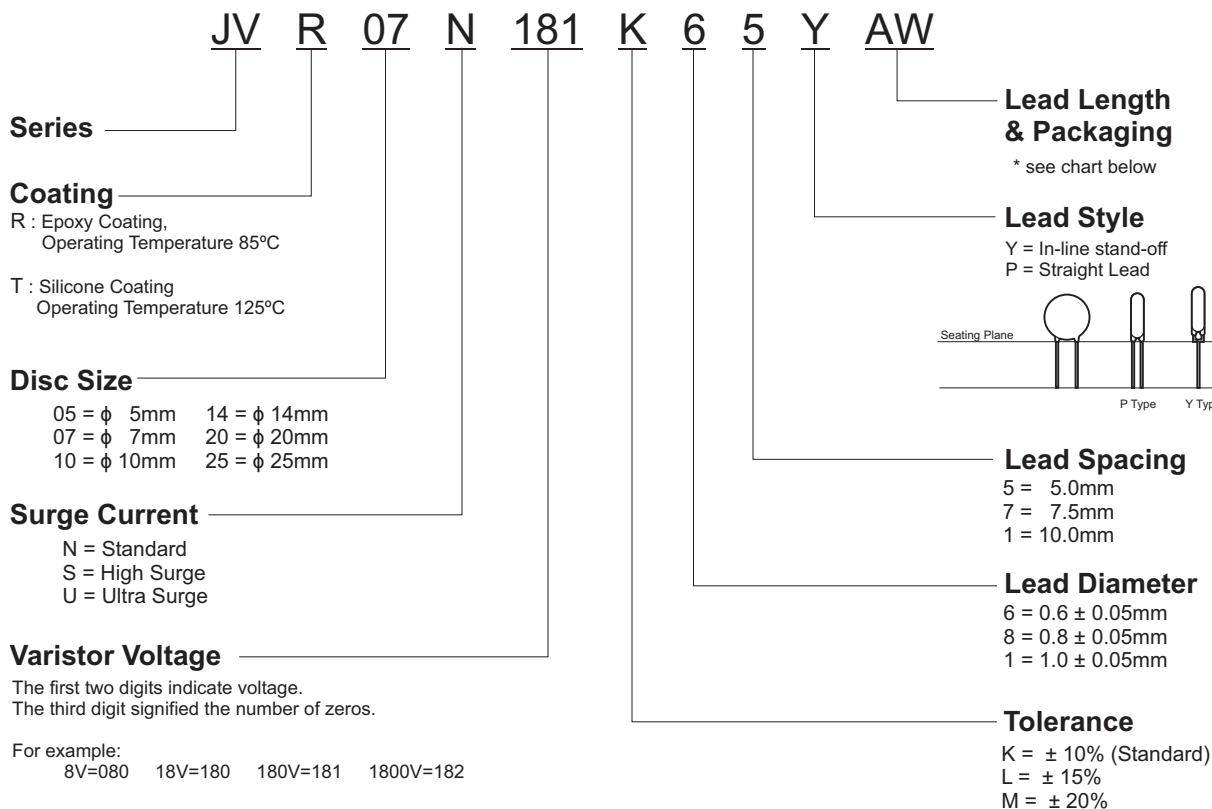 JV R 07 N 181 K 6 5 Y AW
Series
Coating
R : Epoxy Coating,
Operating Temperature 85ºC
T : Silicone Coating
Operating Temperature 125ºC
Disc Size
05 = ϕ 5mm 14 = ϕ 14mm
07 = ϕ 7mm 20 = ϕ 20mm
10 = ϕ 10mm 25 = ϕ 25mm
Surge Current
N = Standard
S = High Surge
U = Ultra Surge
Varistor Voltage
The first two digits indicate voltage.
The third digit signified the number of zeros.
For example:
8V=080 18V=180 180V=181 1800V=182
Lead Length
& Packaging
* see chart below
Lead Style
Y = In-line stand-off
P = Straight Lead
Seating Plane
P Type Y Typ
Lead Spacing
5 = 5.0mm
7 = 7.5mm
1 = 10.0mm
Lead Diameter
6 = 0.6 ± 0.05mm
8 = 0.8 ± 0.05mm
1 = 1.0 ± 0.05mm
Tolerance
K = ± 10% (Standard)
L = ± 15%
M = ± 20%